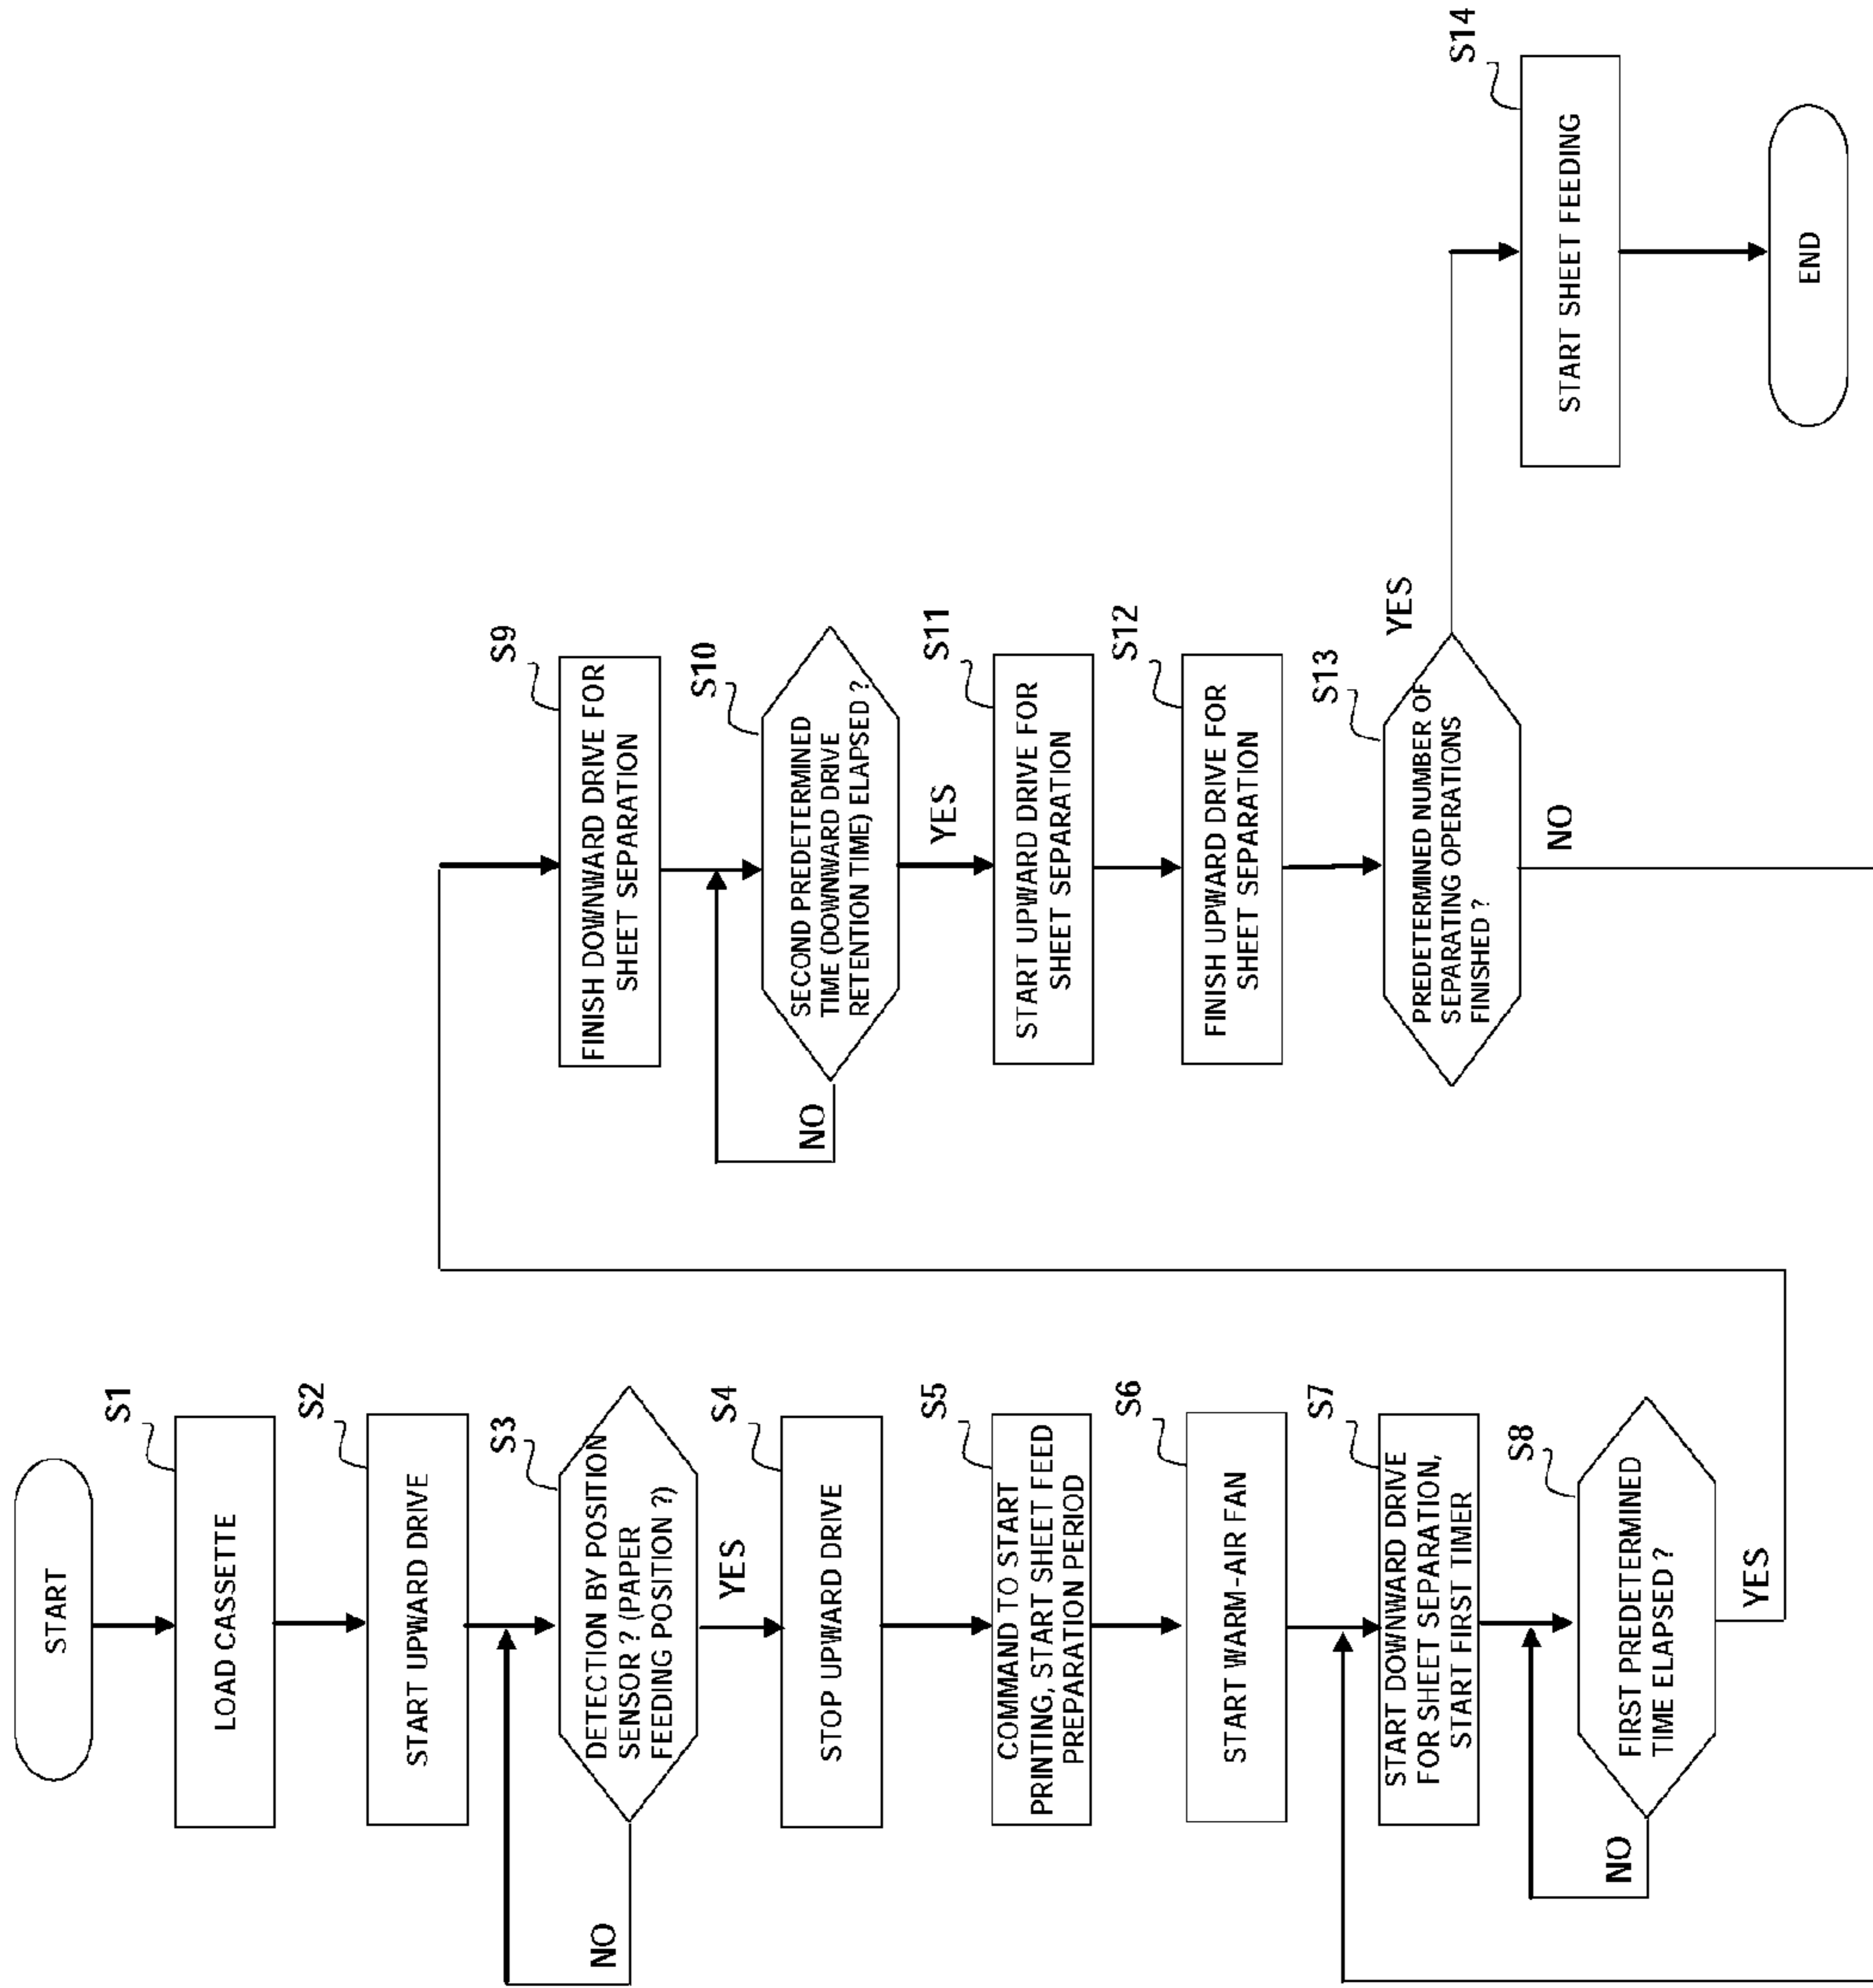 START
S1
LOAD CASSETTE
S2
START UPWARD DRIVE
S3
DETECTION BY POSITION
SENSOR ? (PAPER
FEEDING POSITION ?)
NO
YES
S4
STOP UPWARD DRIVE
S5
COMMAND TO START
PRINTING, START SHEET FEED
PREPARATION PERIOD
S6
START WARM-AIR FAN
S7
START DOWNWARD DRIVE
FOR SHEET SEPARATION,
START FIRST TIMER
S8
FIRST PREDETERMINED
TIME ELAPSED ?
NO
YES
S9
FINISH DOWNWARD DRIVE FOR
SHEET SEPARATION
S10
SECOND PREDETERMINED
TIME (DOWNWARD DRIVE
RETENTION TIME) ELAPSED ?
NO
YES
S11
START UPWARD DRIVE FOR
SHEET SEPARATION
S12
FINISH UPWARD DRIVE FOR
SHEET SEPARATION
S13
PREDETERMINED NUMBER OF
SEPARATING OPERATIONS
FINISHED ?
YES
NO
S14
START SHEET FEEDING
END